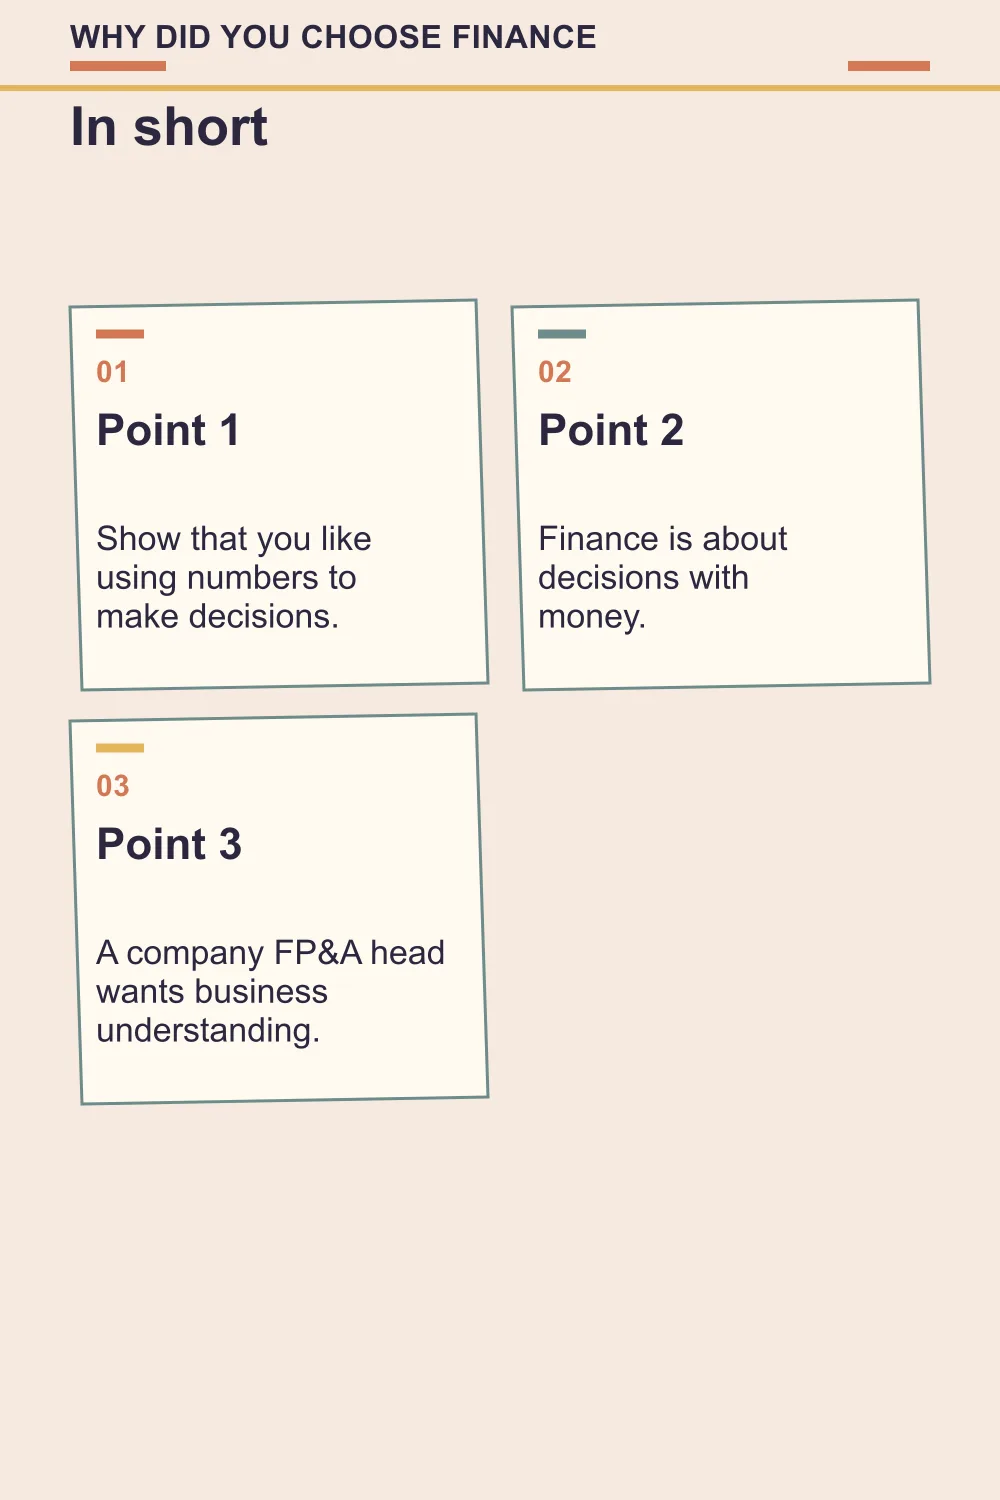 WHY DID YOU CHOOSE FINANCE
In short
01
Point 1
Show that you like
using numbers to
make decisions.
02
Point 2
Finance is about
decisions with
money.
03
Point 3
A company FP&A head
wants business
understanding.